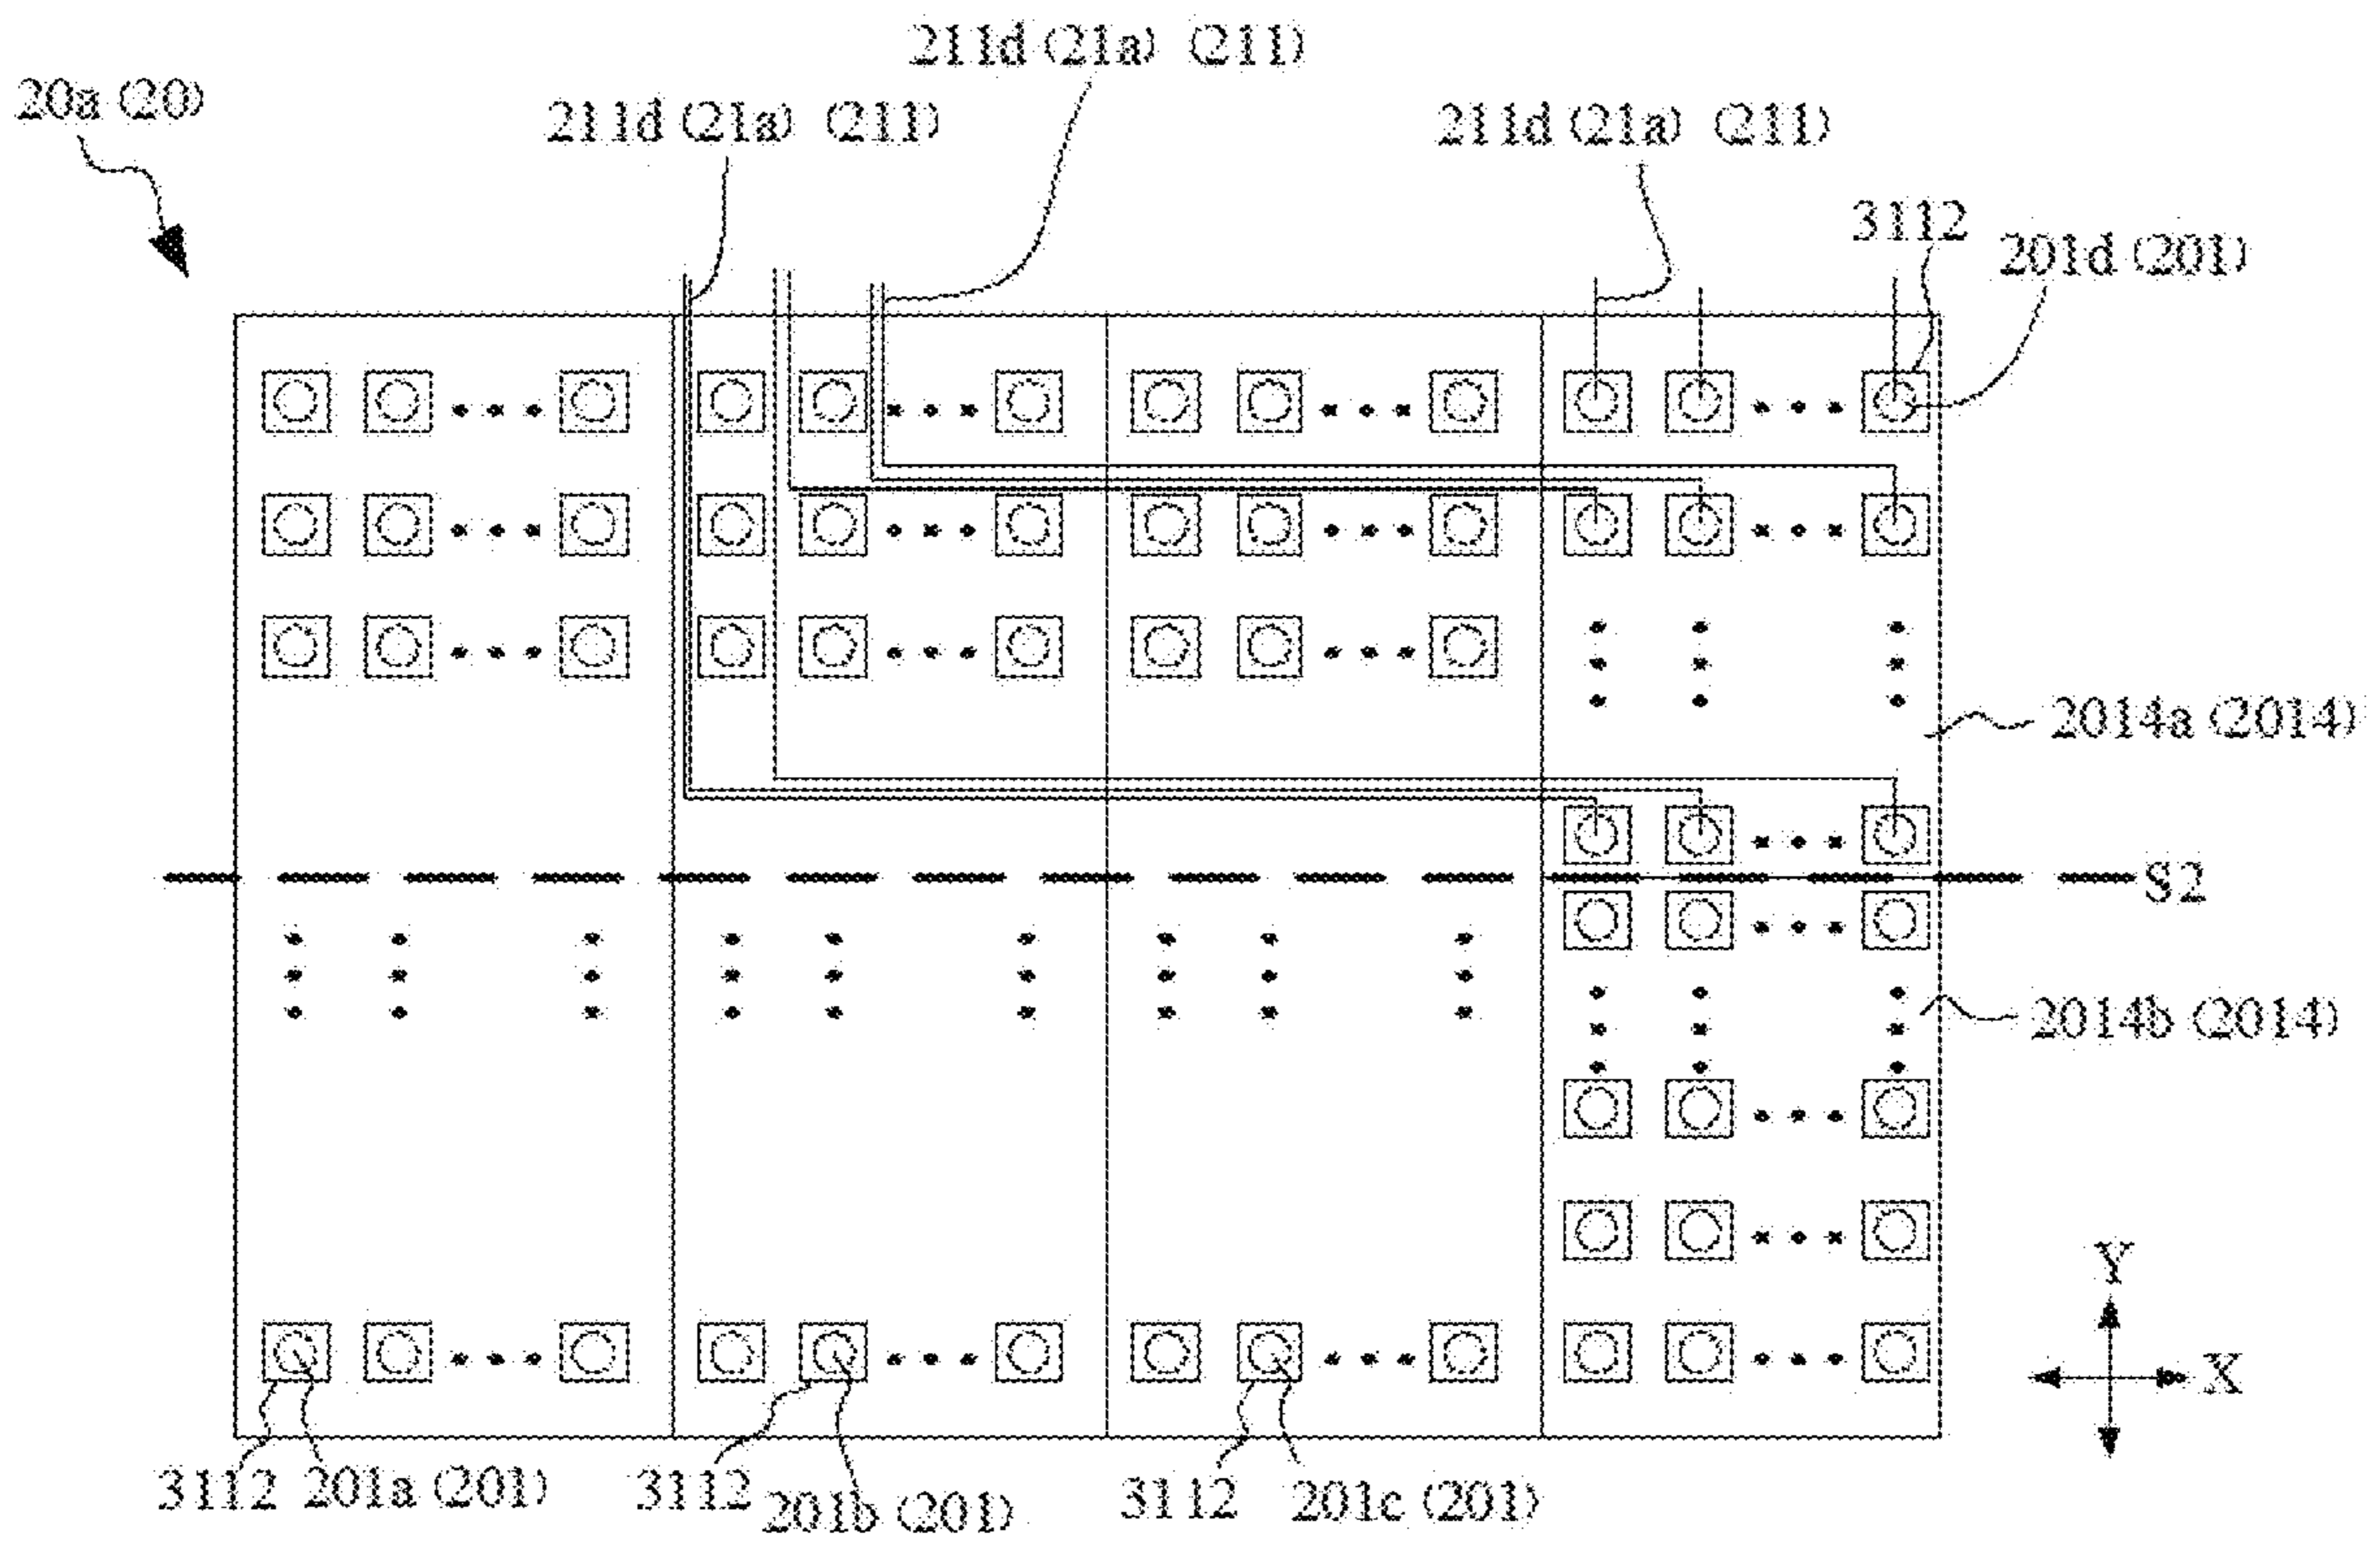 211d (21a) (211)
20a (20)
211d (21a) (211)
211d (21a) (211)
3112
201d (201)
2014a (2014)
S2
2014b (2014)
Y
X
3112 201a (201)
3112 201b (201)
3112 201c (201)